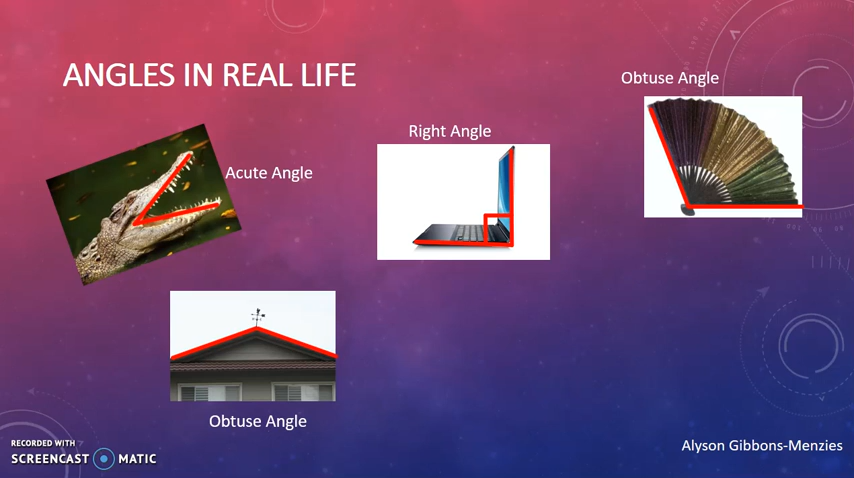 ANGLES IN REAL LIFE
Obtuse Angle
Right Angle
Acute Angle
Obtuse Angle
RECORDED WITH
SCREENCAST MATIC
Alyson Gibbons-Menzies